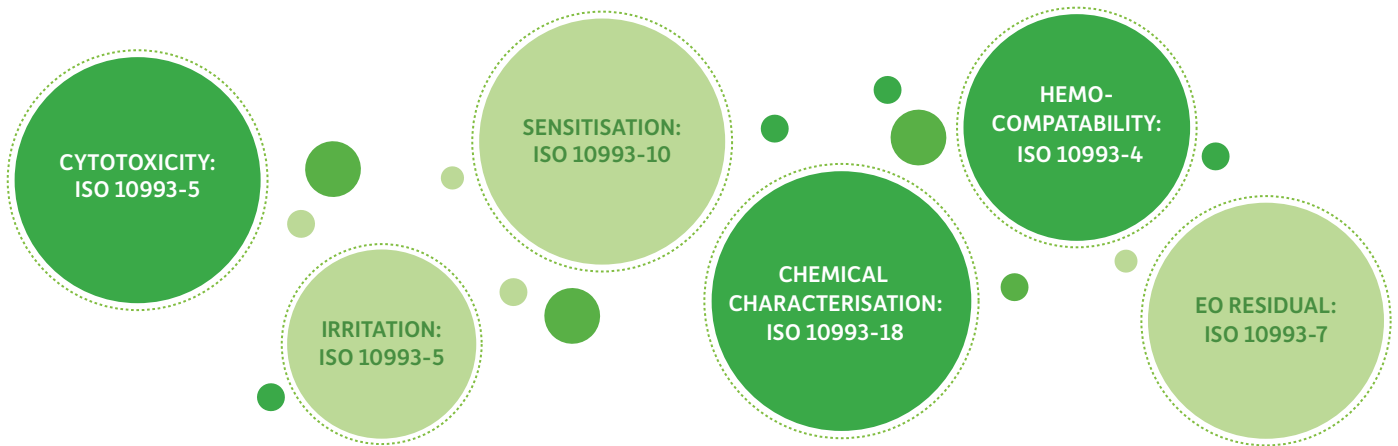 CYTOTOXICITY:
ISO 10993-5
IRRITATION:
ISO 10993-5
SENSITISATION:
ISO 10993-10
CHEMICAL
CHARACTERISATION:
ISO 10993-18
HEMO-
COMPATABILITY:
ISO 10993-4
EO RESIDUAL:
ISO 10993-7